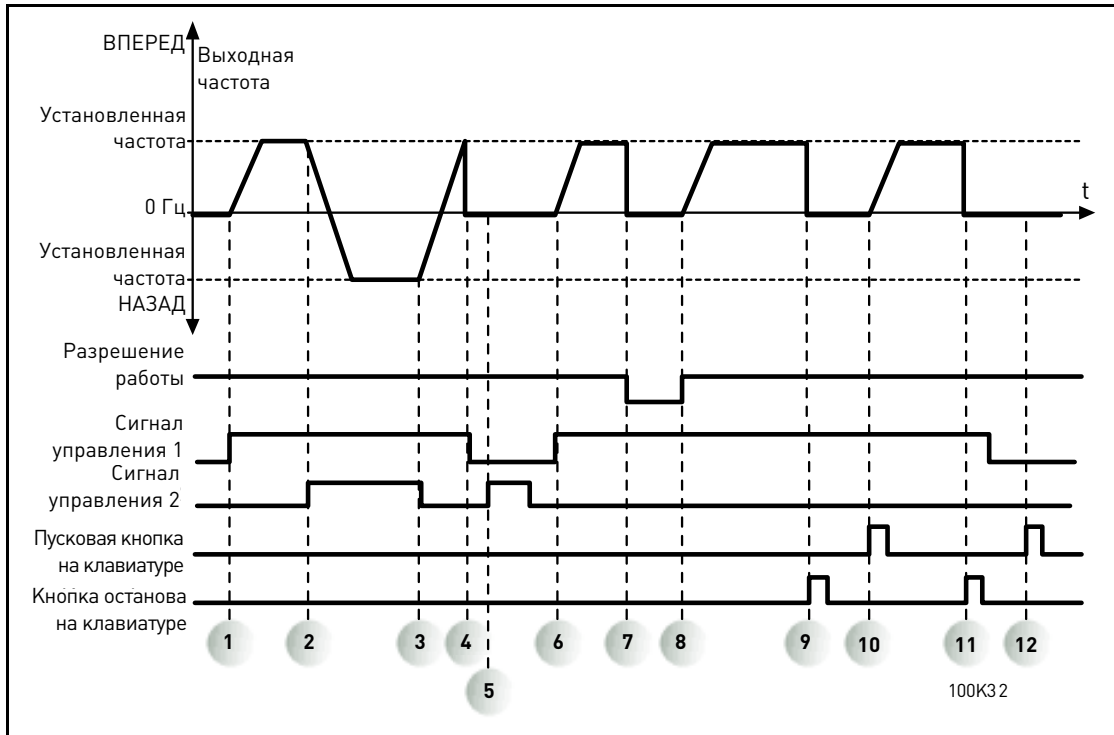 ВПЕРЕД
Выходная
частота
Установленная
частота
0 Гц
t
Установленная
частота
НАЗАД
Разрешение
работы
Сигнал
управления 1
Сигнал
управления 2
Пусковая кнопка
на клавиатуре
Кнопка останова
на клавиатуре
1 2 3 4 6 7 8 9 10 11 12
5
100K32